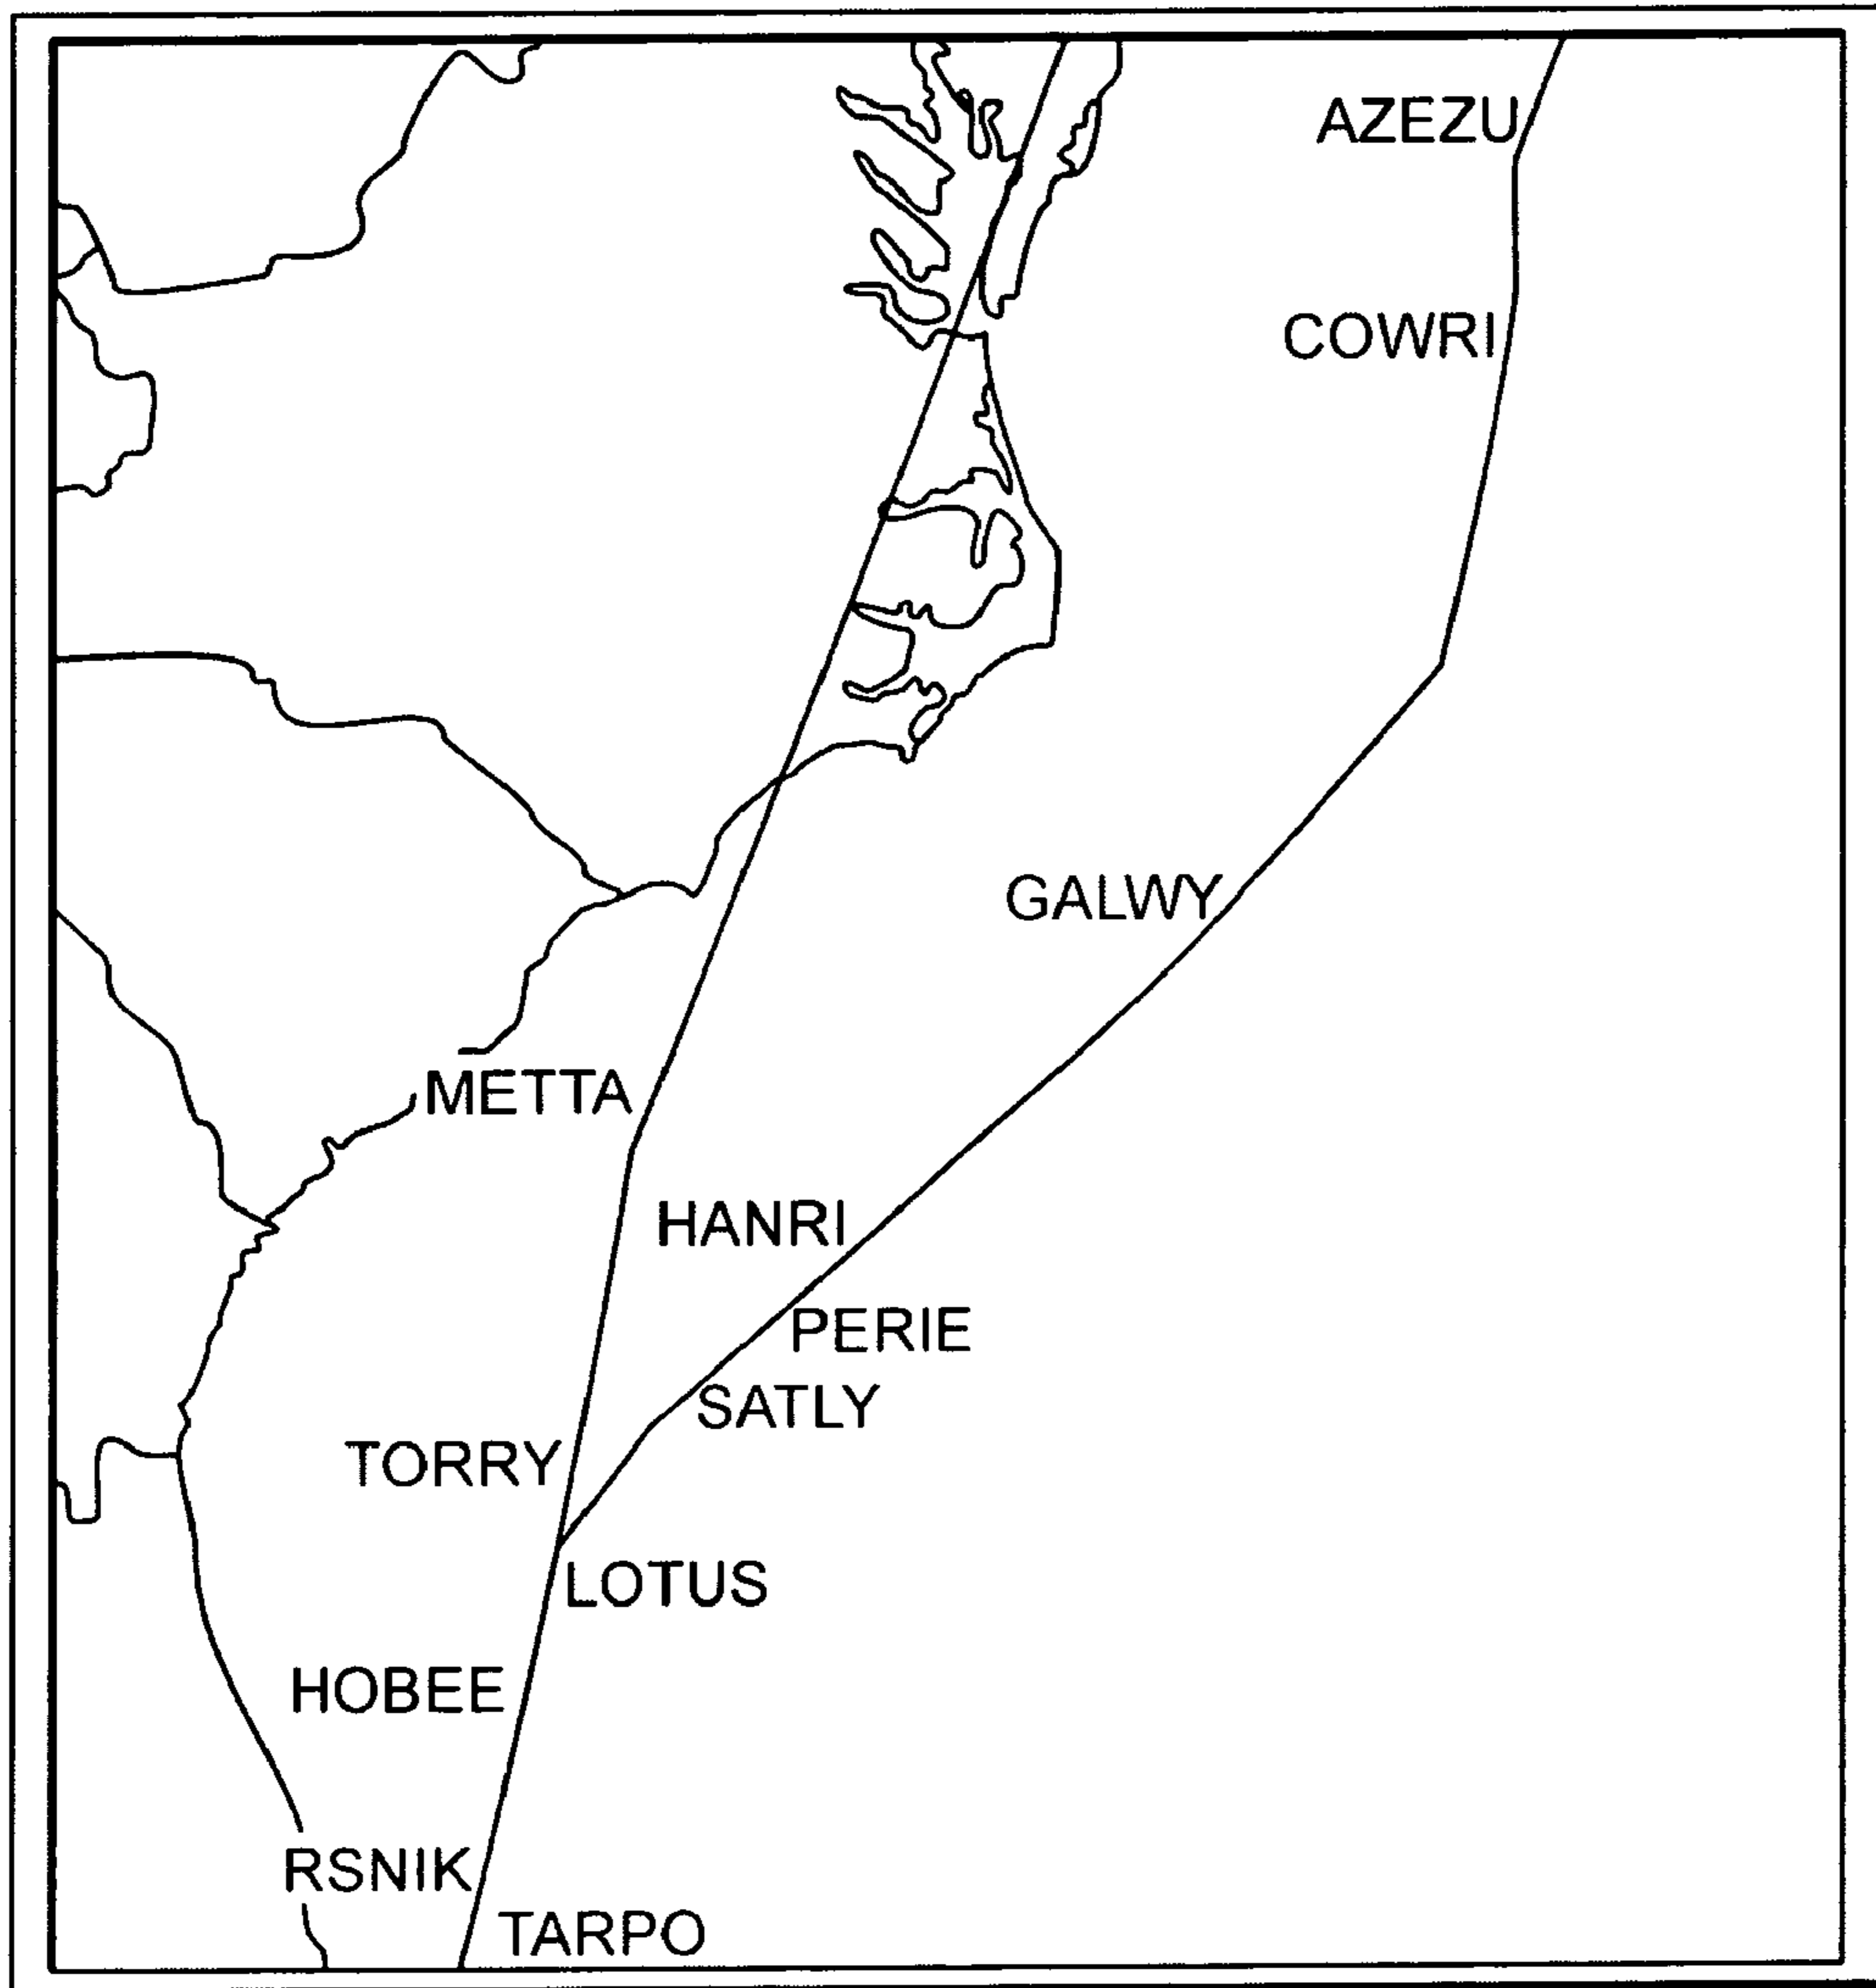 AZEZU
COWRI
GALWY
METTA
HANRI
PERIE
SATLY
TORRY
LOTUS
HOBEE
RSNIK
TARPO